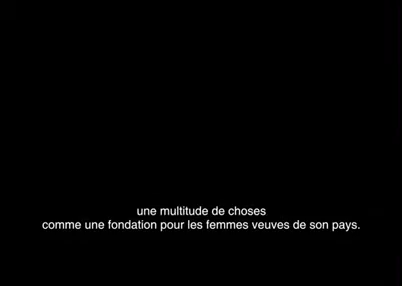 une multitude de choses
comme une fondation pour les femmes veuves de son pays.